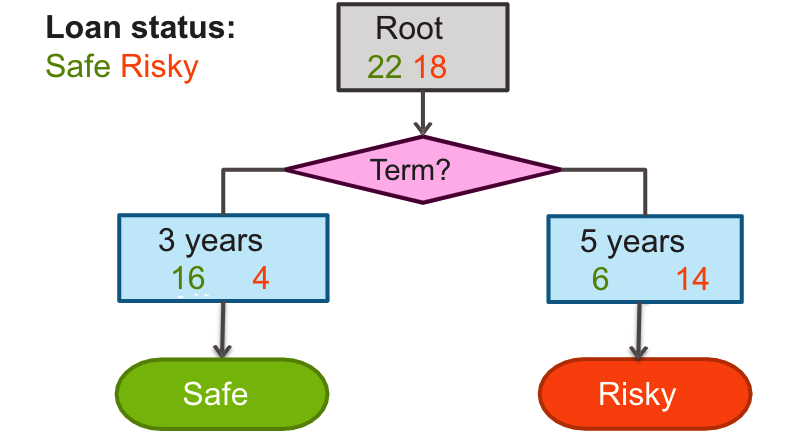 Loan status:
Safe Risky
Root
22 18
Term?
3 years
16 4
5 years
6 14
Safe
Risky